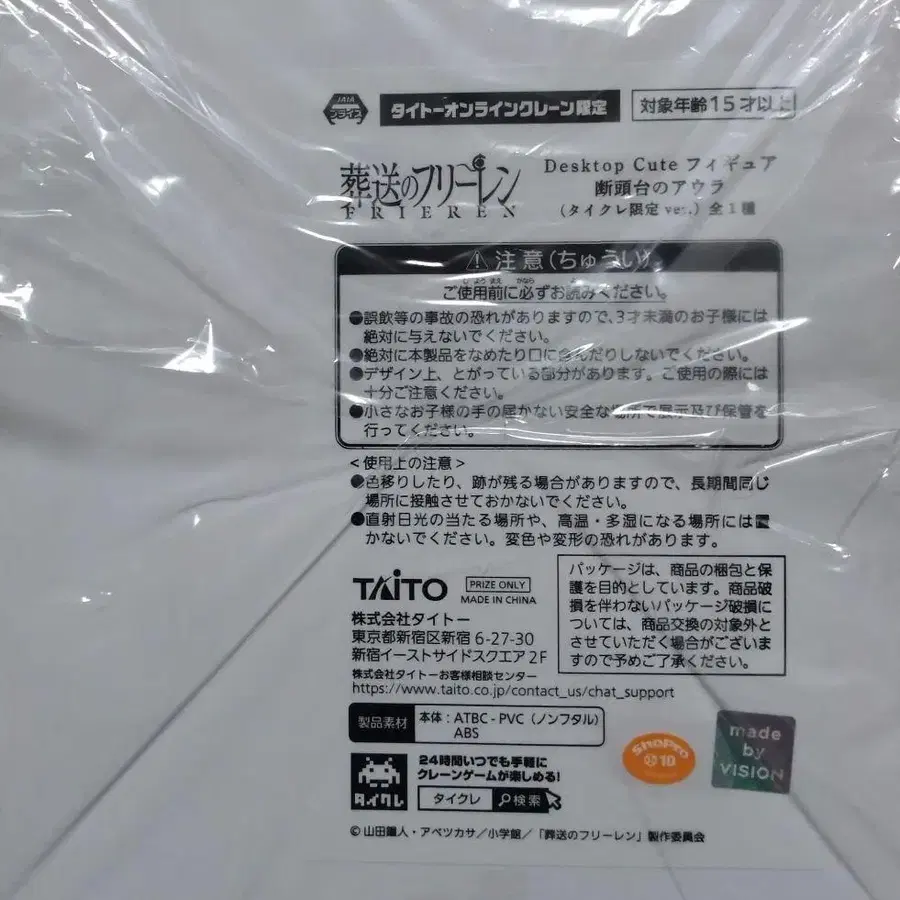 JAIA
プライズ
タイトーオンラインクレーン限定
対象年齢15才以上
葬送のフリーレン
FRIEREN
Desktop Cute フィギュア
断頭台のアウラ
(タイクレ限定 ver.) 全1種
注意(ちゅうい)
ご使用前に必ずお読みください。
●誤飲等の事故の恐れがありますので、3才未満のお子様には
絶対に与えないでください。
●絶対に本製品をなめたり口に含んだりしないでください。
●デザイン上、とがっている部分があります。ご使用の際には
十分ご注意ください。
●小さなお子様の手の届かない安全な場所で展示及び保管を
行ってください。
<使用上の注意>
●色移りしたり、跡が残る場合がありますので、長期間同じ
場所に接触させておかないでください。
●直射日光の当たる場所や、高温・多湿になる場所には
かないでください。変色や変形の恐れがあります。
TAITO
PRIZE ONLY
MADE IN CHINA
株式会社タイトー
東京都新宿区新宿 6-27-30
新宿イーストサイドスクエア 2F
株式会社タイトーお客様相談センター
https://www.taito.co.jp/contact_us/chat_support
パッケージは、商品の梱包と保
護を目的としています。商品破
損を伴わないパッケージ破損に
ついては、商品交換の対象外と
させていただく場合がございま
すので予めご了承ください。
製品素材
本体：ATBC-PVC (ノンフタル)
ABS
タイクレ
24時間いつでも手軽に
クレーンゲームが楽しめる!
タイクレ
検索
ShoPro
10
made
by
VISION
©山田鐘人・アベツカサ／小学館／「葬送のフリーレン」製作委員会